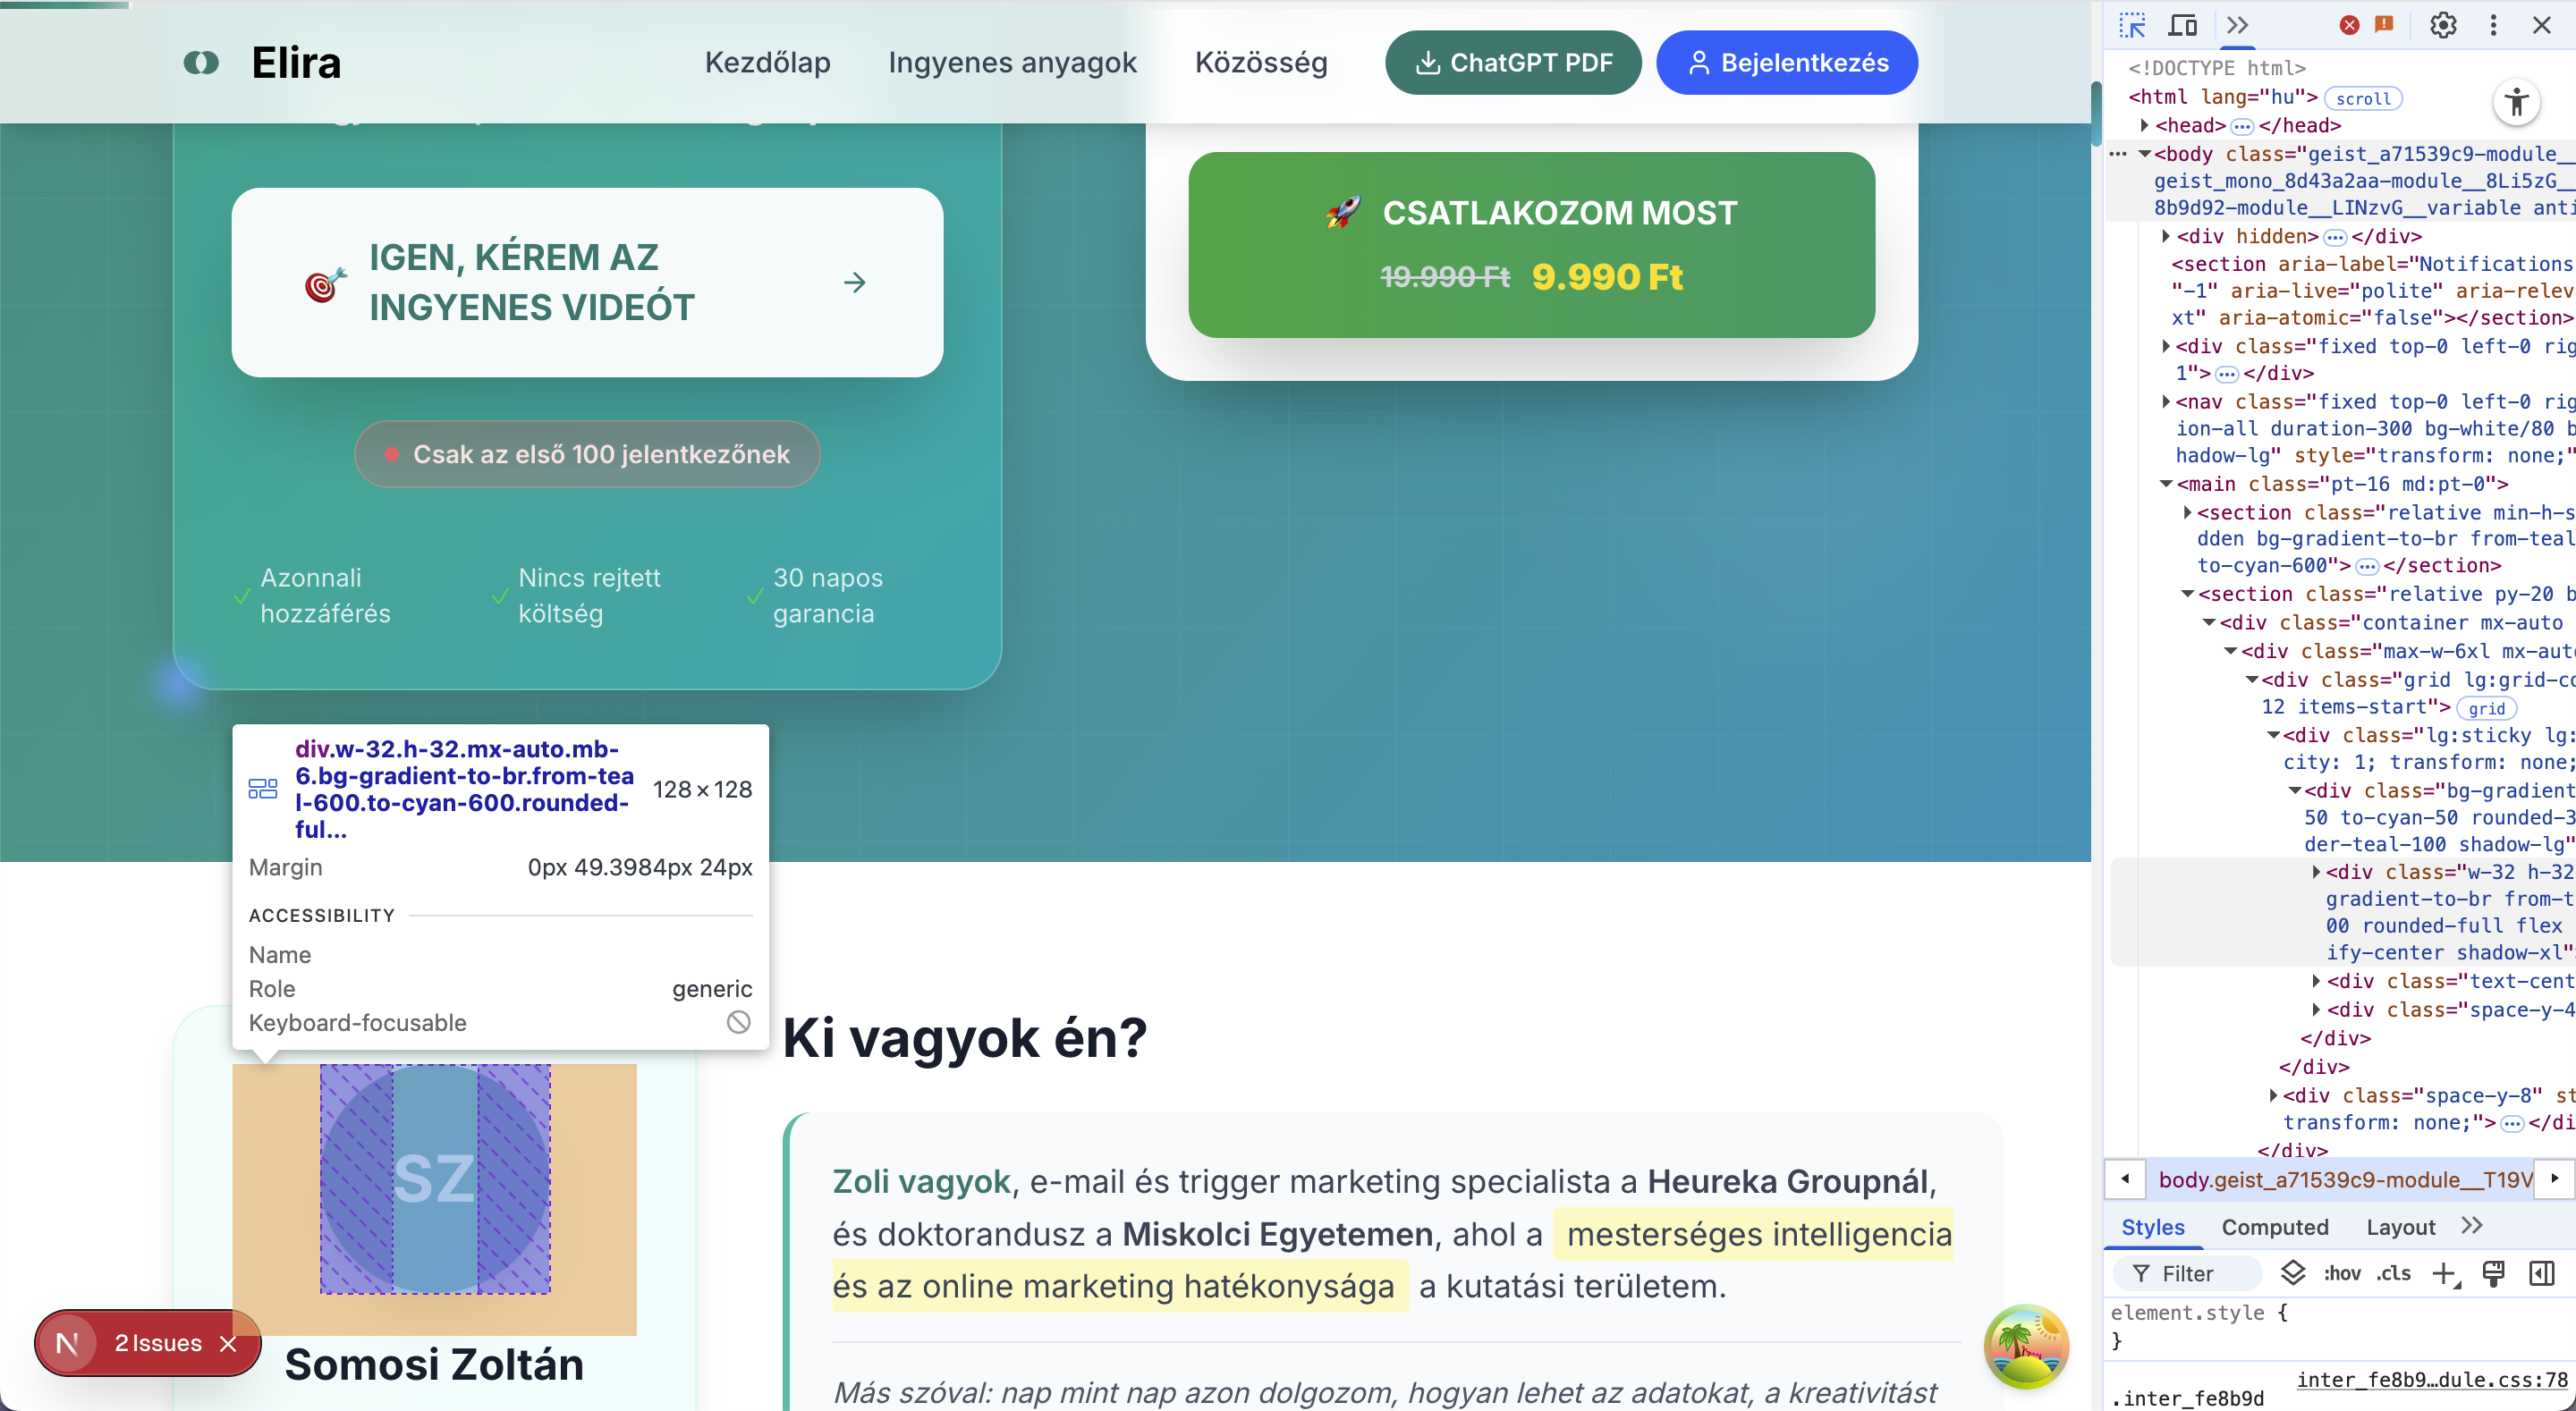 Elira
Kezdőlap
Ingyenes anyagok
Közösség
ChatGPT PDF
Bejelentkezés
IGEN, KÉREM AZ
INGYENES VIDEÓT
Csak az első 100 jelentkezőnek
Azonnali
hozzáférés
Nincs rejtett
költség
30 napos
garancia
CSATLAKOZOM MOST
19.990 Ft 9.990 Ft
div.w-32.h-32.mx-auto.mb-
6.bg-gradient-to-br.from-tea
l-600.to-cyan-600.rounded-
ful...
128×128
Margin 0px 49.3984px 24px
ACCESSIBILITY
Name
Role generic
Keyboard-focusable
SZ
Somosi Zoltán
N 2 Issues
Ki vagyok én?
Zoli vagyok, e-mail és trigger marketing specialista a Heureka Groupnál,
és doktorandusz a Miskolci Egyetemen, ahol a mesterséges intelligencia
és az online marketing hatékonysága a kutatási területem.
Más szóval: nap mint nap azon dolgozom, hogyan lehet az adatokat, a kreativitást
<!DOCTYPE html>
<html lang="hu"> scroll
<head> ... </head>
<body class="geist_a71539c9-module__
geist_mono_8d43a2aa-module__8Li5zG__
8b9d92-module__LINzvG__variable anti
<div hidden> ... </div>
<section aria-label="Notifications
"-1" aria-live="polite" aria-relev
xt" aria-atomic="false"></section>
<div class="fixed top-0 left-0 rig
1"> ... </div>
<nav class="fixed top-0 left-0 rig
ion-all duration-300 bg-white/80 b
hadow-lg" style="transform: none;"
<main class="pt-16 md:pt-0">
<section class="relative min-h-s
dden bg-gradient-to-br from-teal
to-cyan-600"> ... </section>
<section class="relative py-20 b
<div class="container mx-auto
<div class="max-w-6xl mx-aut
<div class="grid lg:grid-co
12 items-start"> grid
<div class="lg:sticky lg:
city: 1; transform: none;
<div class="bg-gradient
50 to-cyan-50 rounded-3
der-teal-100 shadow-lg"
<div class="w-32 h-32
gradient-to-br from-t
00 rounded-full flex
ify-center shadow-xl"
<div class="text-cent
<div class="space-y-4
</div>
</div>
<div class="space-y-8" st
transform: none;"> ... </di
</div>
body.geist_a71539c9-module__T19V
Styles
Computed
Layout
Filter
:hov
.cls
element.style {
}
inter_fe8b9…dule.css:78
.inter_fe8b9d